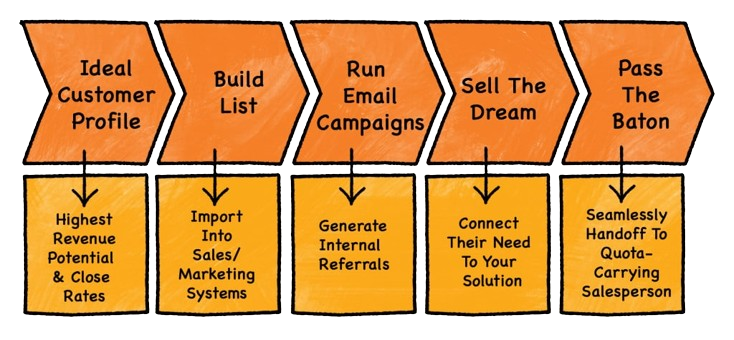 Ideal
Customer
Profile
Build
List
Run
Email
Campaigns
Sell The
Dream
Pass
The
Baton
Highest
Revenue
Potential
& Close
Rates
Import
Into
Sales/
Marketing
Systems
Generate
Internal
Referrals
Connect
Their Need
To Your
Solution
Seamlessly
Handoff To
Quota-
Carrying
Salesperson